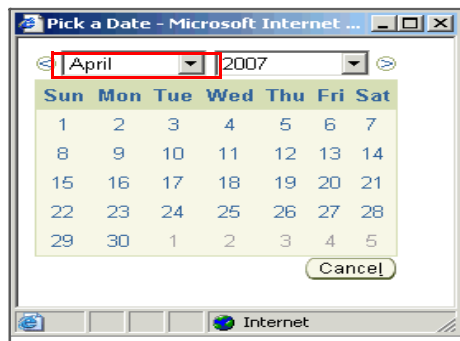 Pick a Date - Microsoft Internet ...
April 2007
Sun Mon Tue Wed Thu Fri Sat
1 2 3 4 5 6 7
8 9 10 11 12 13 14
15 16 17 18 19 20 21
22 23 24 25 26 27 28
29 30 1 2 3 4 5
Cancel
Internet